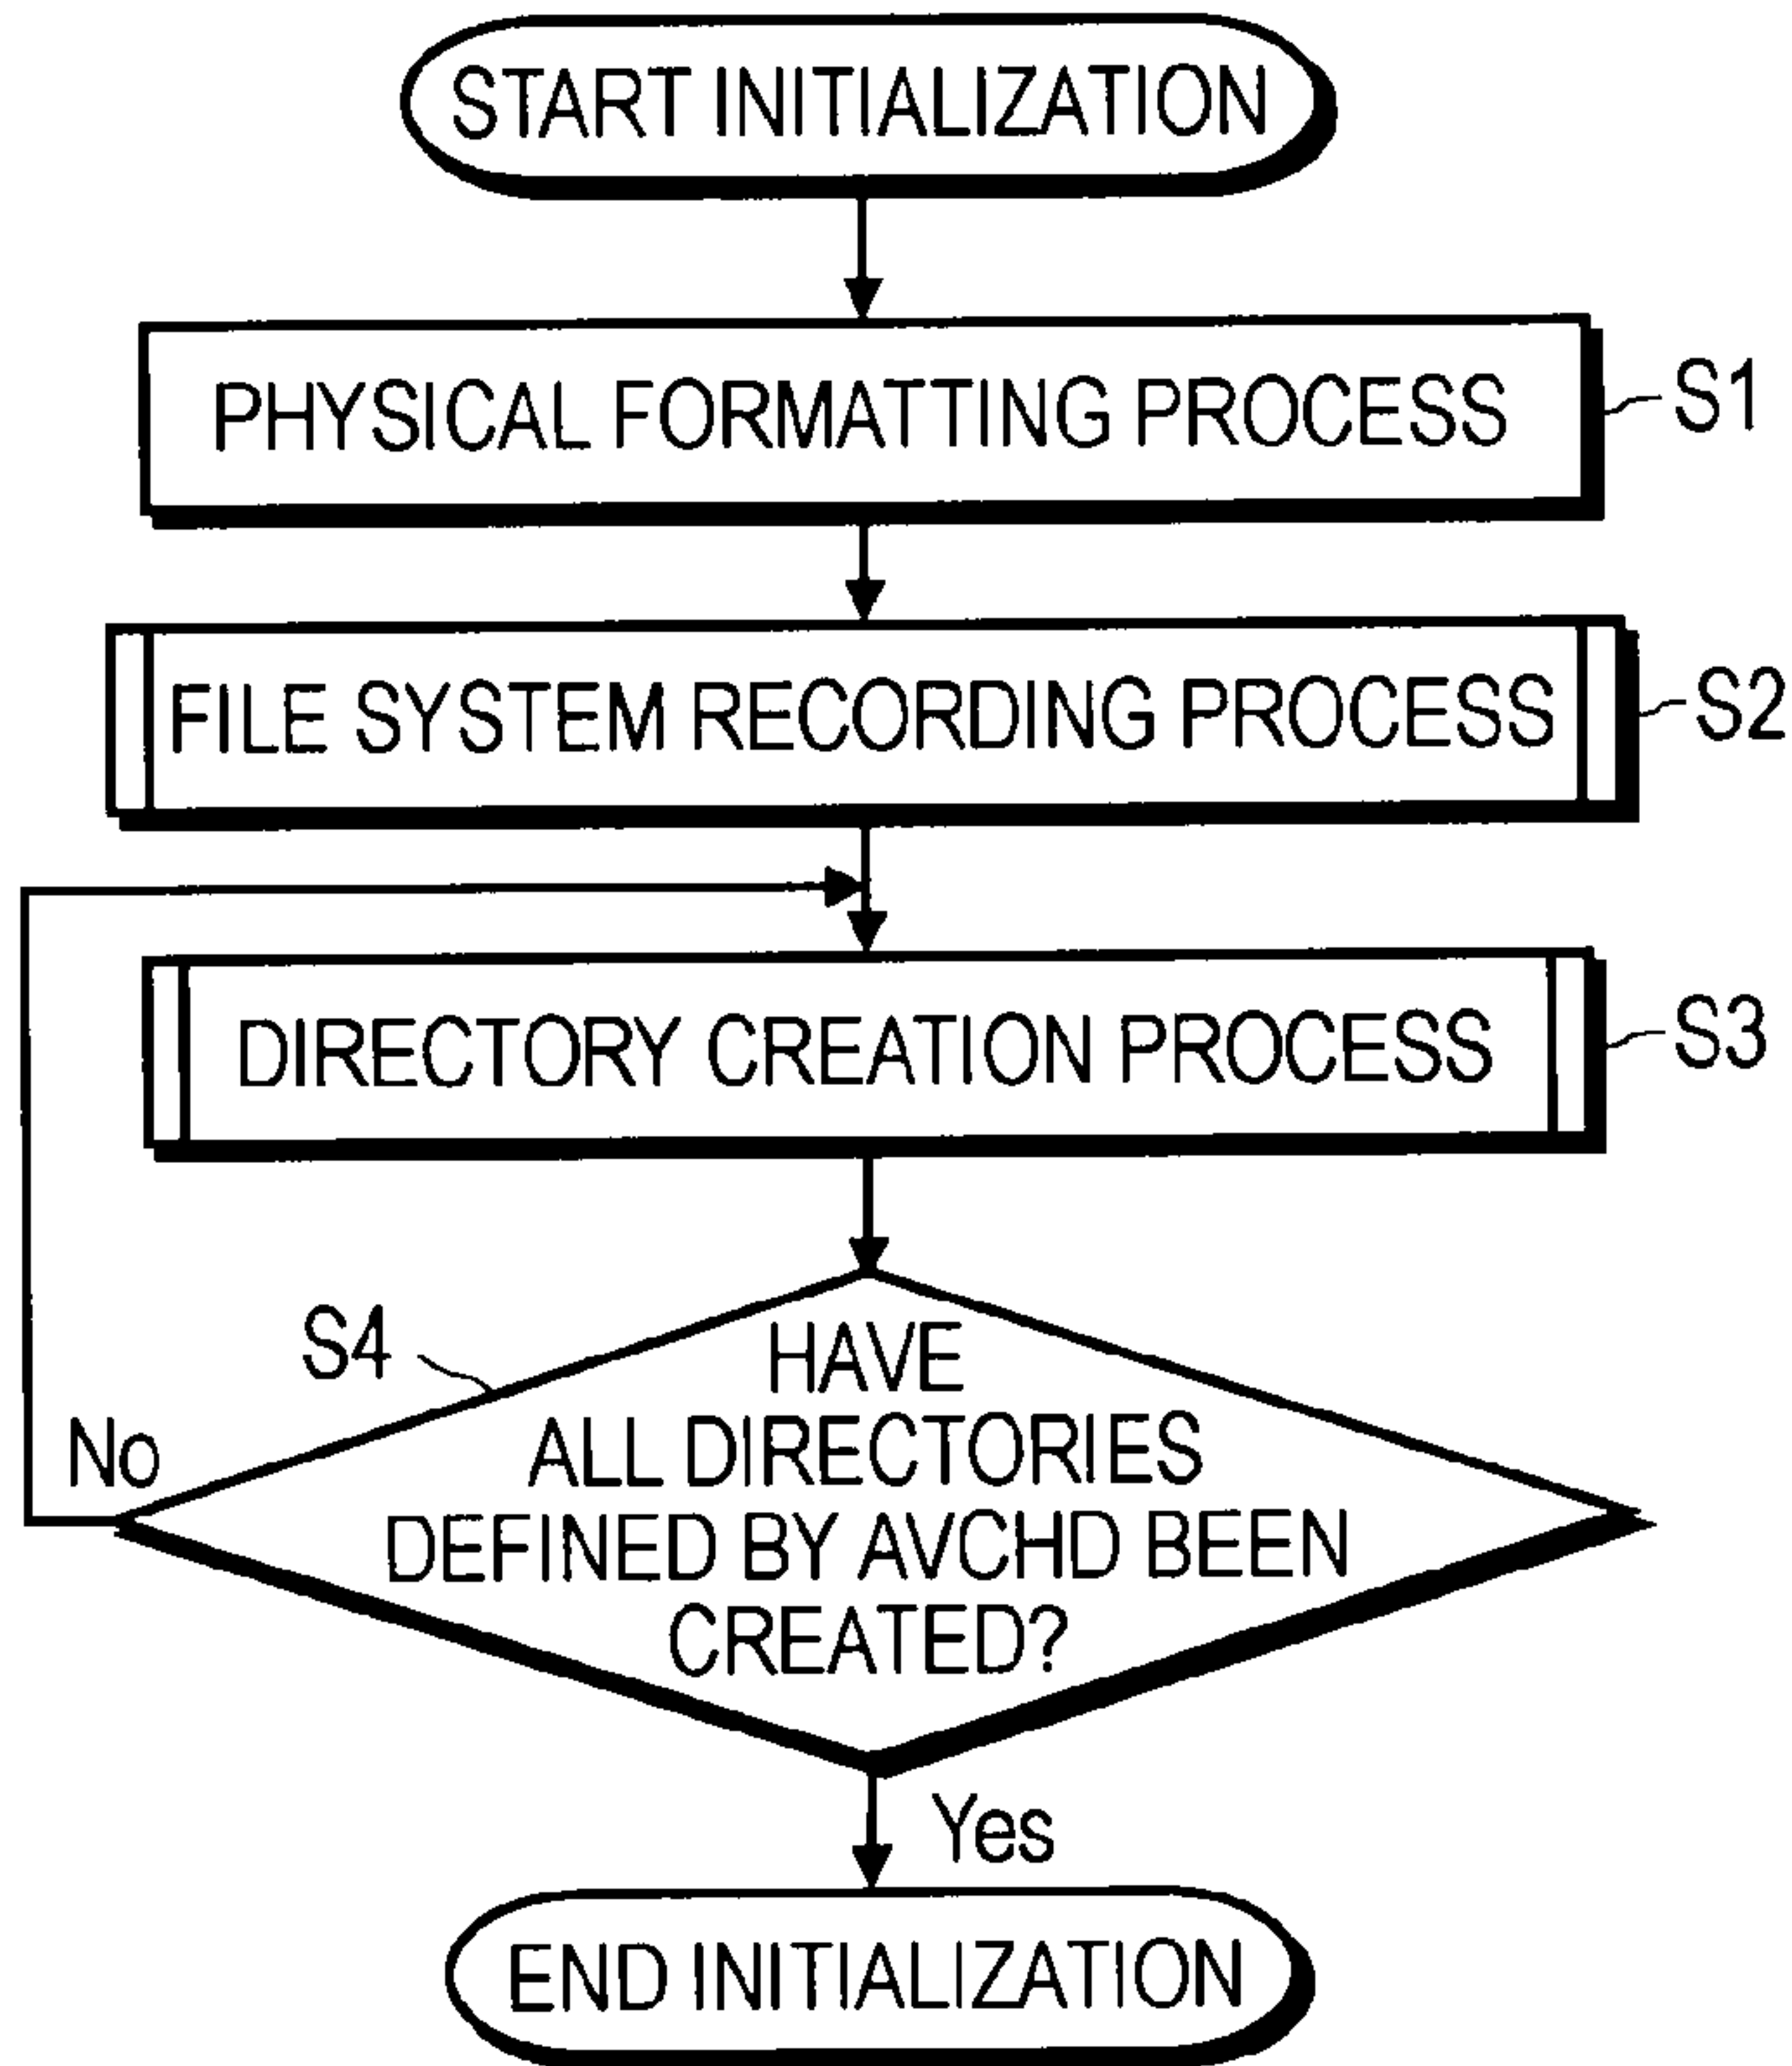 START INITIALIZATION
PHYSICAL FORMATTING PROCESS
S1
FILE SYSTEM RECORDING PROCESS
S2
DIRECTORY CREATION PROCESS
S3
S4
HAVE
ALL DIRECTORIES
DEFINED BY AVCHD BEEN
CREATED?
No
Yes
END INITIALIZATION